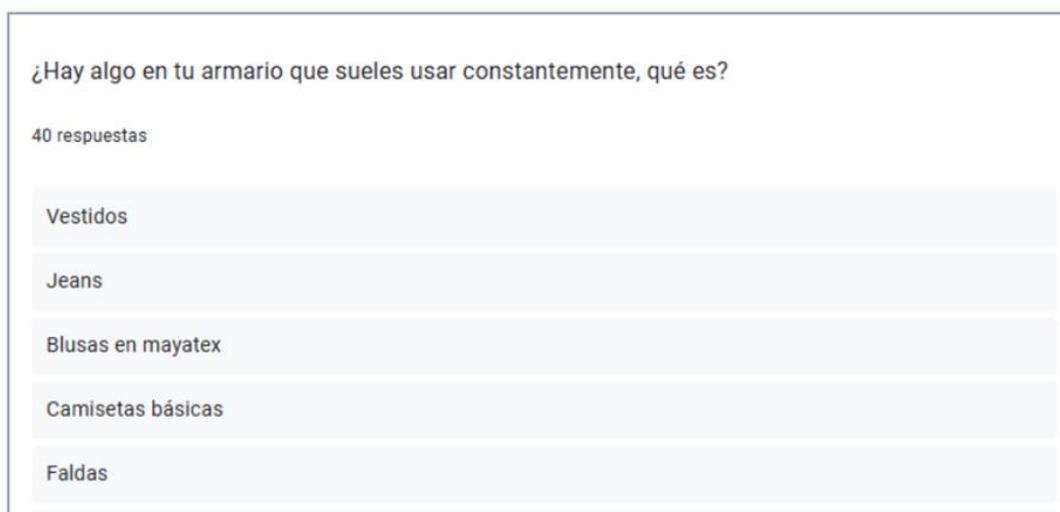 ¿Hay algo en tu armario que sueles usar constantemente, qué es?
40 respuestas
Vestidos
Jeans
Blusas en mayatex
Camisetas básicas
Faldas